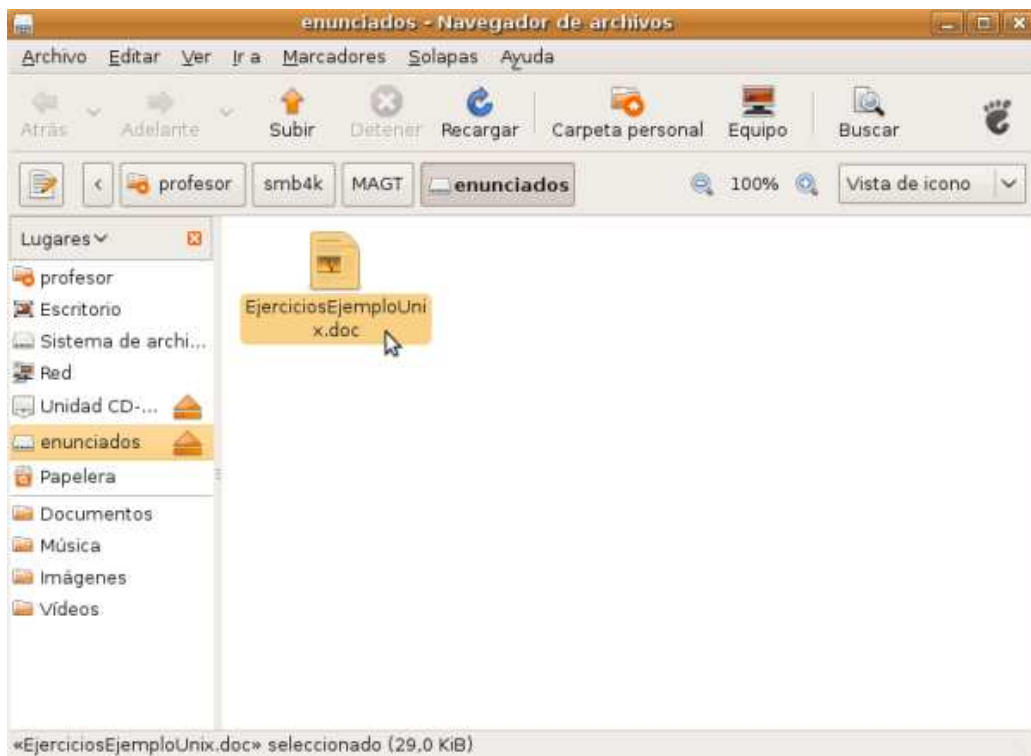 enunciados - Navegador de archivos
Archivo Editar Ver Ir a Marcadores Solapas Ayuda
Atrás Adelante Subir Detener Recargar Carpeta personal Equipo Buscar
profesor smb4k MAGT enunciados 100% Vista de icono
Lugares
profesor
Escritorio
Sistema de archi...
Red
Unidad CD-...
enunciados
Papelera
Documentos
Música
Imágenes
Vídeos
EjerciciosEjemploUni
x.doc
«EjerciciosEjemploUnix.doc» seleccionado (29,0 KiB)